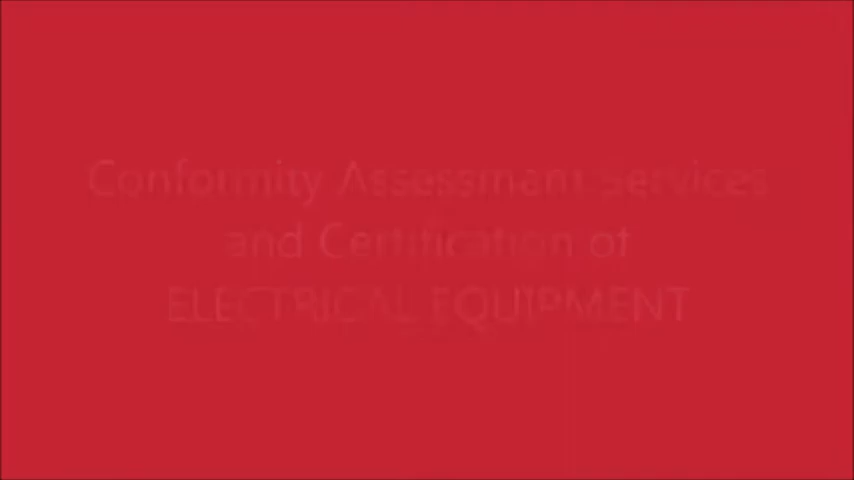 Conformity Assessment Services
and Certification of
ELECTRICAL EQUIPMENT